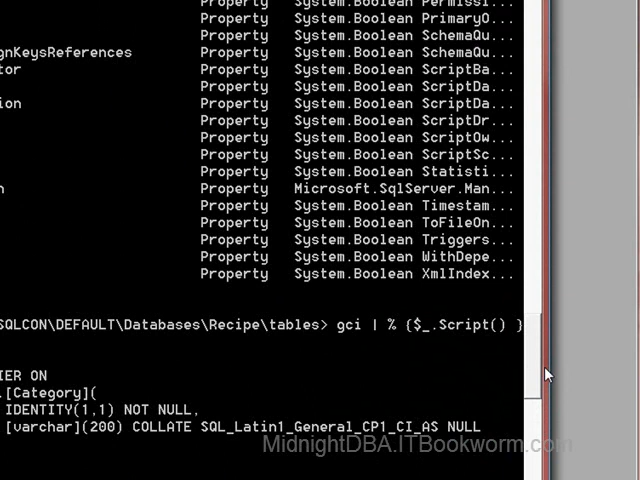 Property System.Boolean Permissi...
Property System.Boolean PrimaryO...
Property System.Boolean SchemaQu...
gnKeysReferences Property System.Boolean SchemaQu...
tor Property System.Boolean ScriptBa...
Property System.Boolean ScriptDa...
ion Property System.Boolean ScriptDa...
Property System.Boolean ScriptDr...
Property System.Boolean ScriptOw...
Property System.Boolean ScriptSc...
Property System.Boolean Statisti...
n Property Microsoft.SqlServer.Man...
Property System.Boolean Timestam...
Property System.Boolean ToFileOn...
Property System.Boolean Triggers...
Property System.Boolean WithDepe...
Property System.Boolean XmlIndex...
SQLCON\DEFAULT\Databases\Recipe\tables> gci | % {$_.Script() }
IER ON
.[Category](
IDENTITY(1,1) NOT NULL,
[varchar](200) COLLATE SQL_Latin1_General_CP1_CI_AS NULL
MidnightDBA.ITBookworm.com